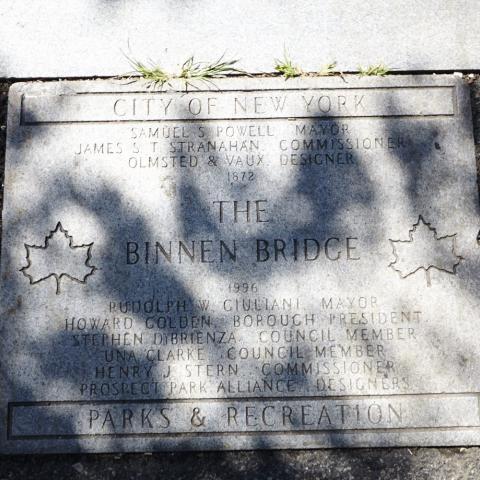 CITY OF NEW YORK
SAMUEL S. POWELL MAYOR
JAMES S. T. STRANAHAN COMMISSIONER
OLMSTED & VAUX DESIGNER
1872
THE
BINNEN BRIDGE
1996
RUDOLPH W. GIULIANI MAYOR
HOWARD GOLDEN BOROUGH PRESIDENT
STEPHEN DIBRIENZA COUNCIL MEMBER
UNA CLARKE COUNCIL MEMBER
HENRY J. STERN COMMISSIONER
PROSPECT PARK ALLIANCE DESIGNERS
PARKS & RECREATION